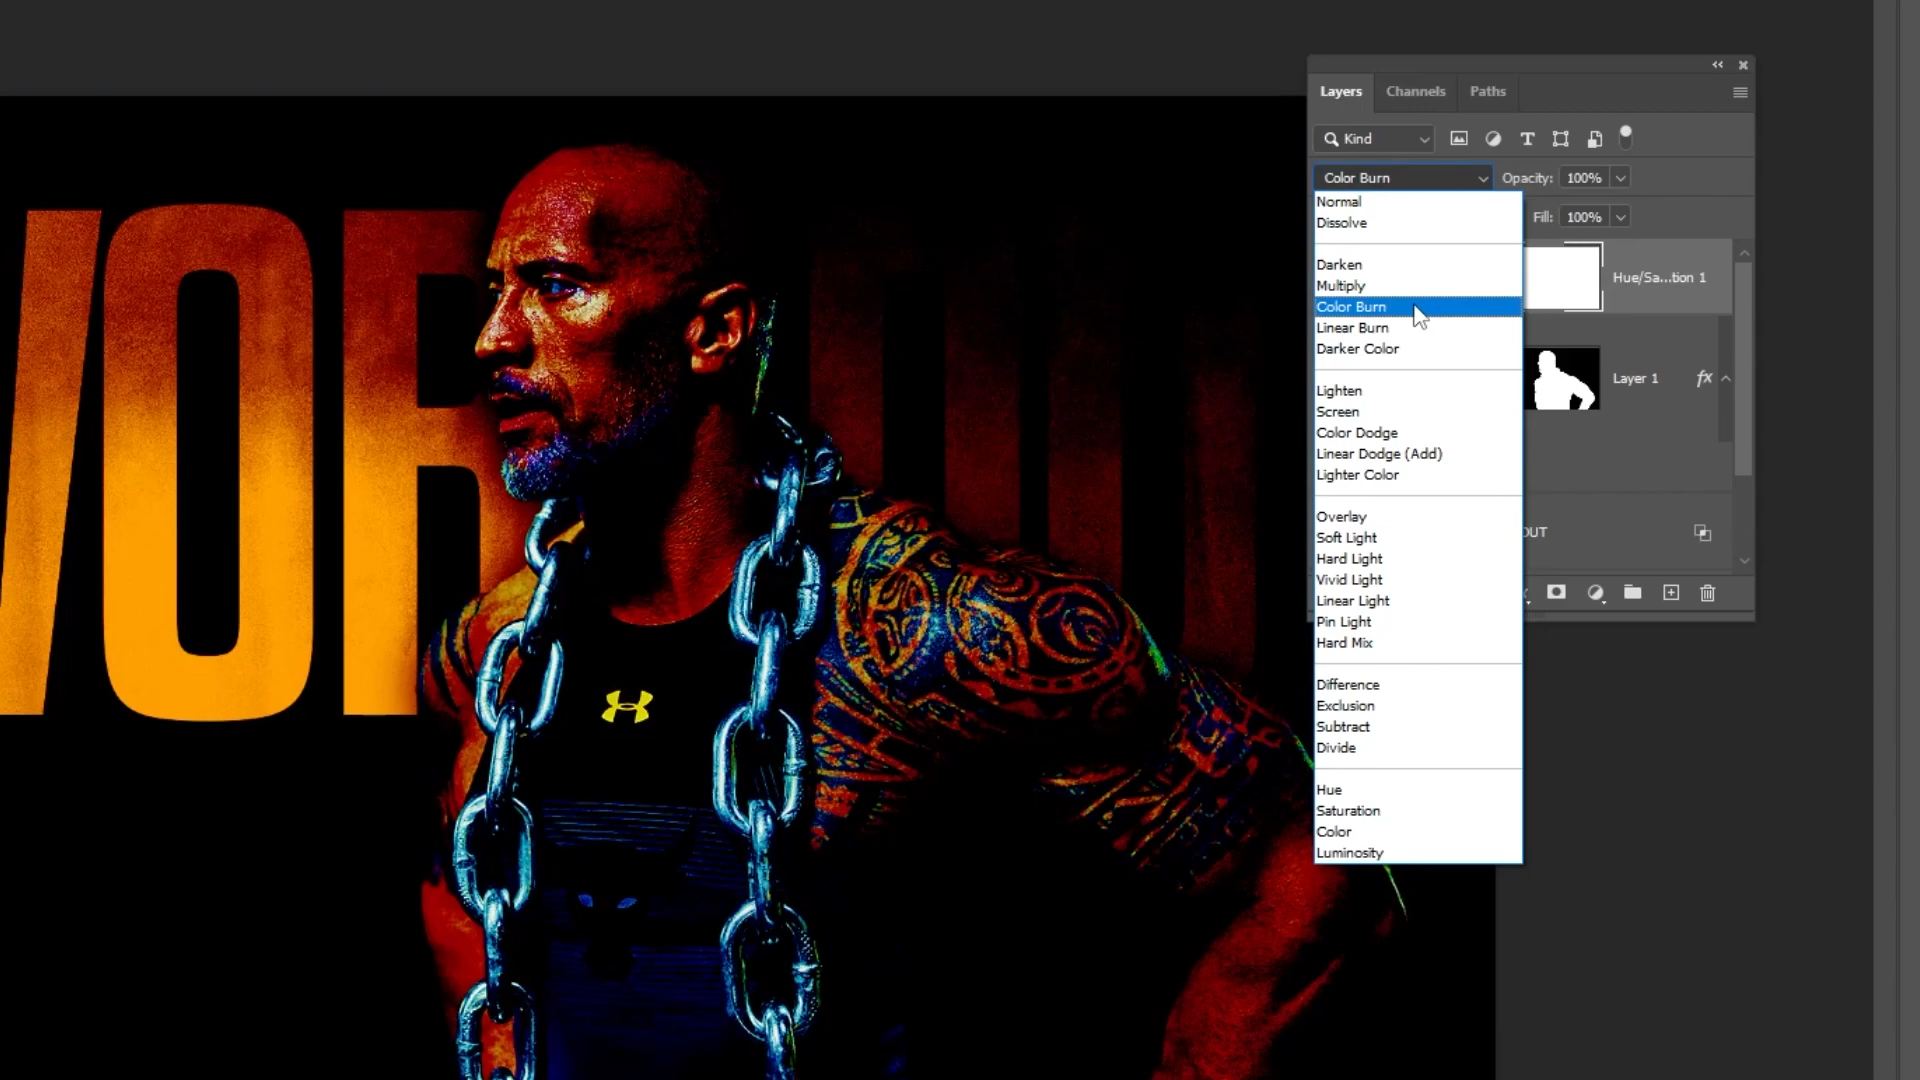 Layers Channels Paths
Kind
Color Burn Opacity: 100%
Fill: 100%
Normal
Dissolve
Darken
Multiply
Color Burn
Linear Burn
Darker Color
Lighten
Screen
Color Dodge
Linear Dodge (Add)
Lighter Color
Overlay
Soft Light
Hard Light
Vivid Light
Linear Light
Pin Light
Hard Mix
Difference
Exclusion
Subtract
Divide
Hue
Saturation
Color
Luminosity
Hue/Sa...tion 1
Layer 1 fx
OUT
WOR